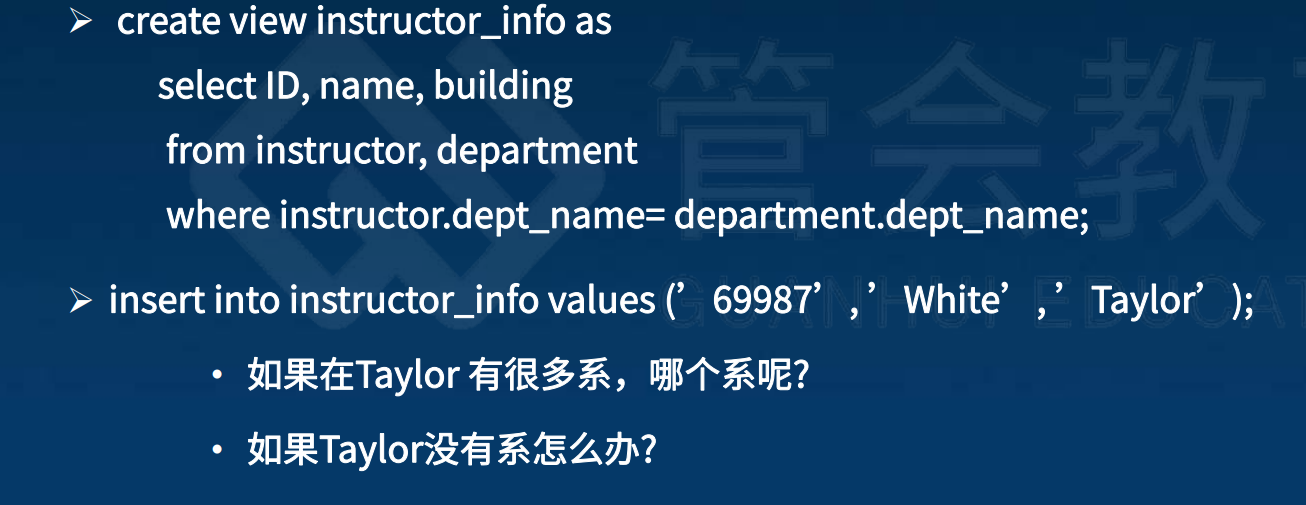 ➢ create view instructor_info as
select ID, name, building
from instructor, department
where instructor.dept_name= department.dept_name;
➢ insert into instructor_info values (’69987’,’White’,’Taylor’);
• 如果在Taylor 有很多系，哪个系呢?
• 如果Taylor没有系怎么办?
管会教
GUANHUI EDUCAT